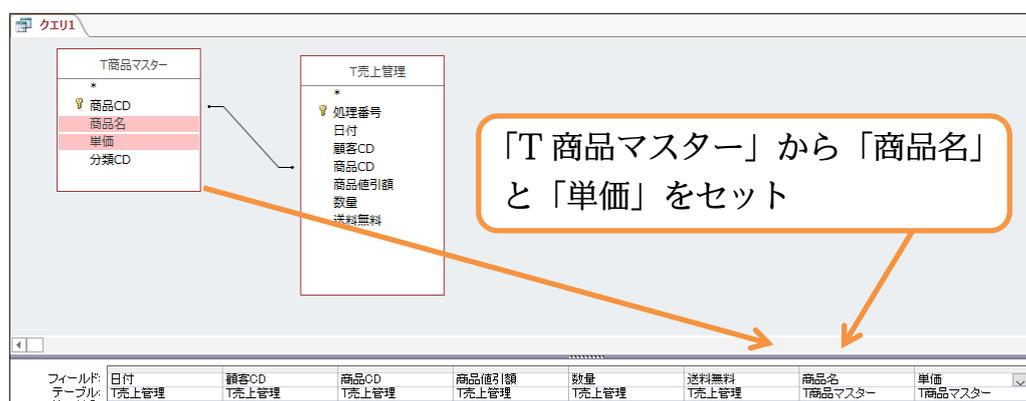 クエリ1
T商品マスター
*
商品CD
商品名
単価
分類CD
T売上管理
*
処理番号
日付
顧客CD
商品CD
商品値引額
数量
送料無料
「T 商品マスター」から「商品名」
と「単価」をセット
フィールド: 日付 顧客CD 商品CD 商品値引額 数量 送料無料 商品名 単価
テーブル: T売上管理 T売上管理 T売上管理 T売上管理 T売上管理 T売上管理 T商品マスター T商品マスター